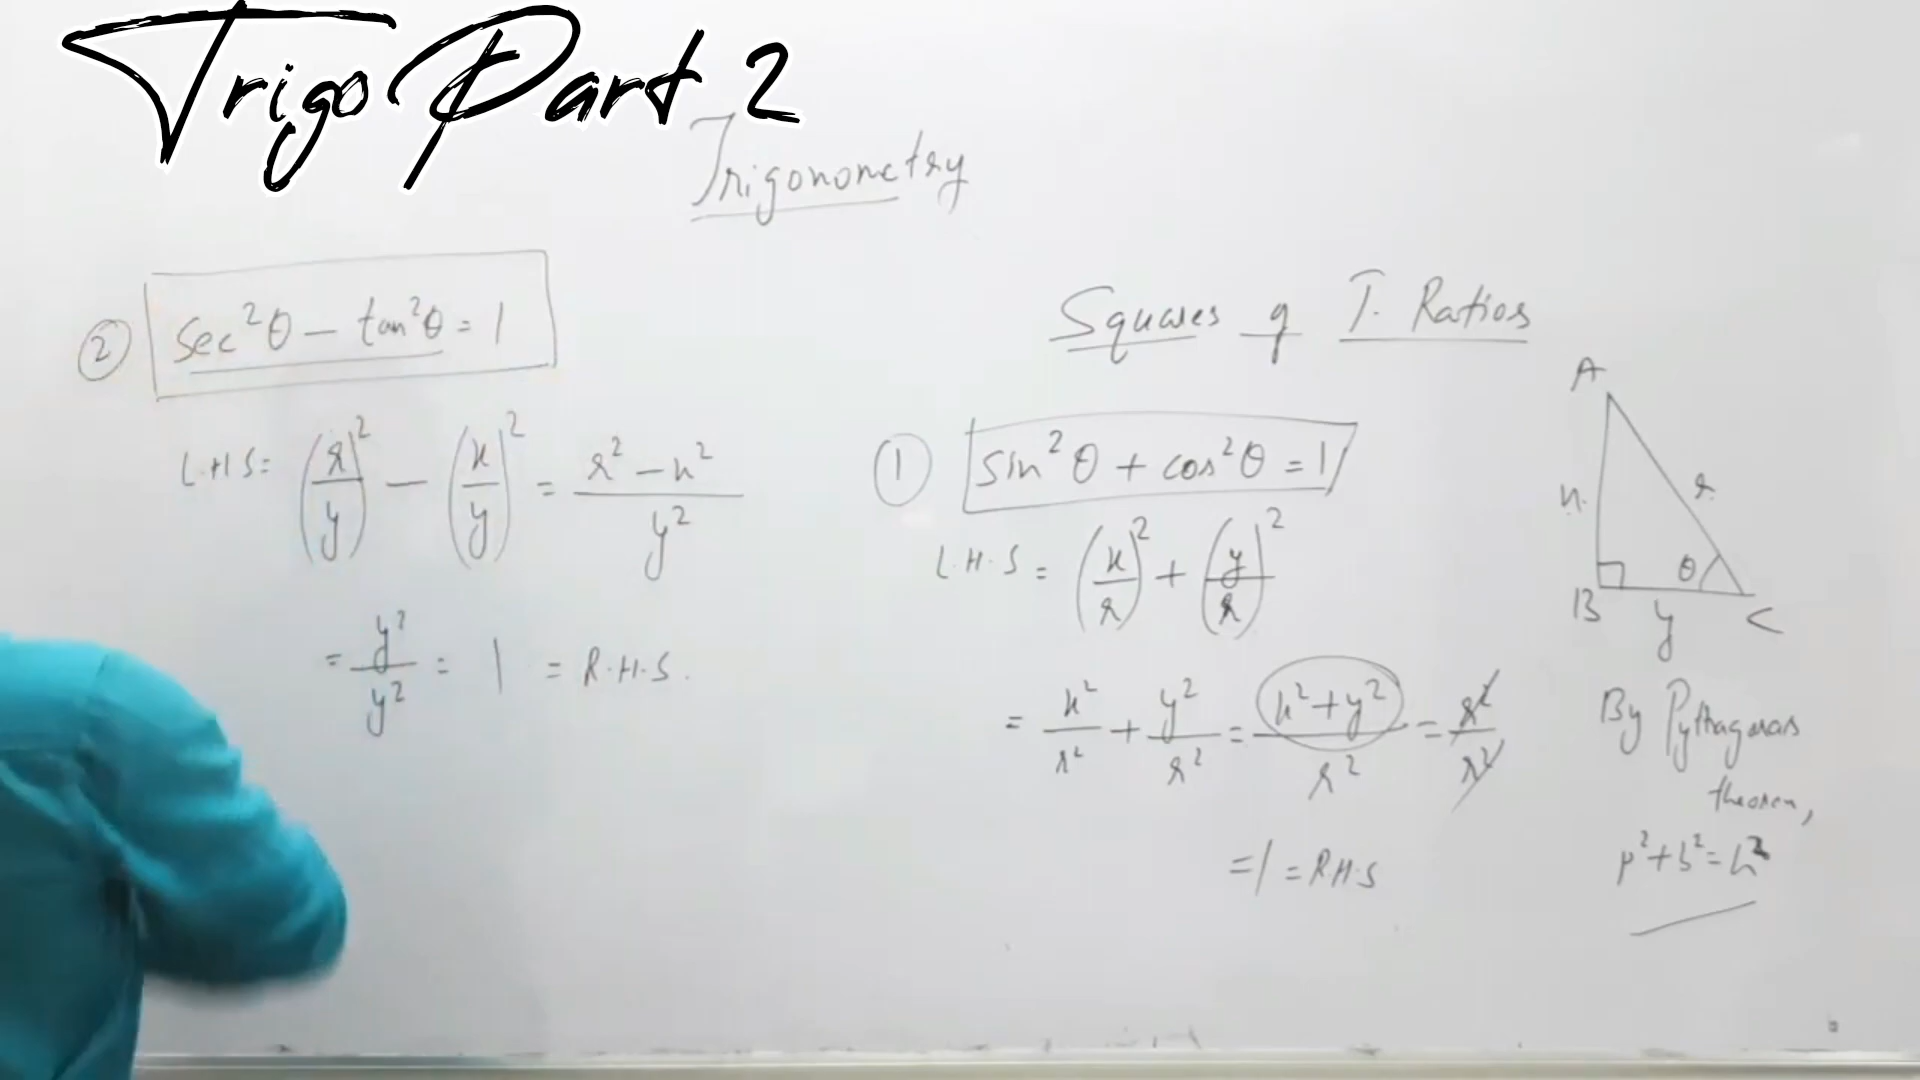 Trigo Part 2
Trigonometry
② sec²θ – tan²θ = 1
L.H.S = (r/y)² – (x/y)² = (r² – x²)/y²
= y²/y² = 1 = R.H.S.
Squares of T. Ratios
① sin²θ + cos²θ = 1
L.H.S = (x/r)² + (y/r)²
= x²/r² + y²/r² = (x² + y²)/r² = r²/r²
= 1 = R.H.S
A
x
r
θ
B
y
C
By Pythagoras
theorem,
p² + b² = h²